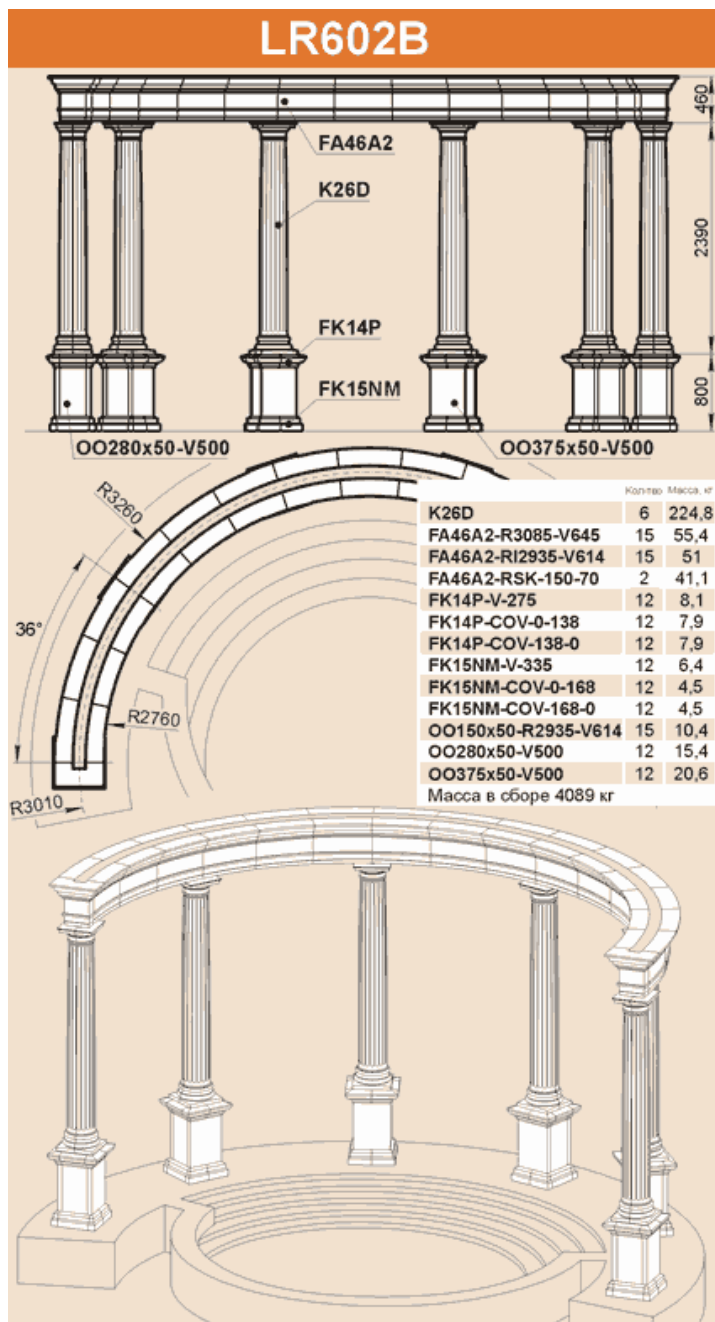 LR602B
460
FA46A2
K26D
2390
FK14P
FK15NM
800
OO280x50-V500
OO375x50-V500
R3260
Кол-тво Масса, кг
K26D 6 224,8
FA46A2-R3085-V645 15 55,4
FA46A2-RI2935-V614 15 51
FA46A2-RSK-150-70 2 41,1
FK14P-V-275 12 8,1
FK14P-COV-0-138 12 7,9
FK14P-COV-138-0 12 7,9
FK15NM-V-335 12 6,4
FK15NM-COV-0-168 12 4,5
FK15NM-COV-168-0 12 4,5
OO150x50-R2935-V614 15 10,4
OO280x50-V500 12 15,4
OO375x50-V500 12 20,6
Масса в сборе 4089 кг
36°
R2760
R3010